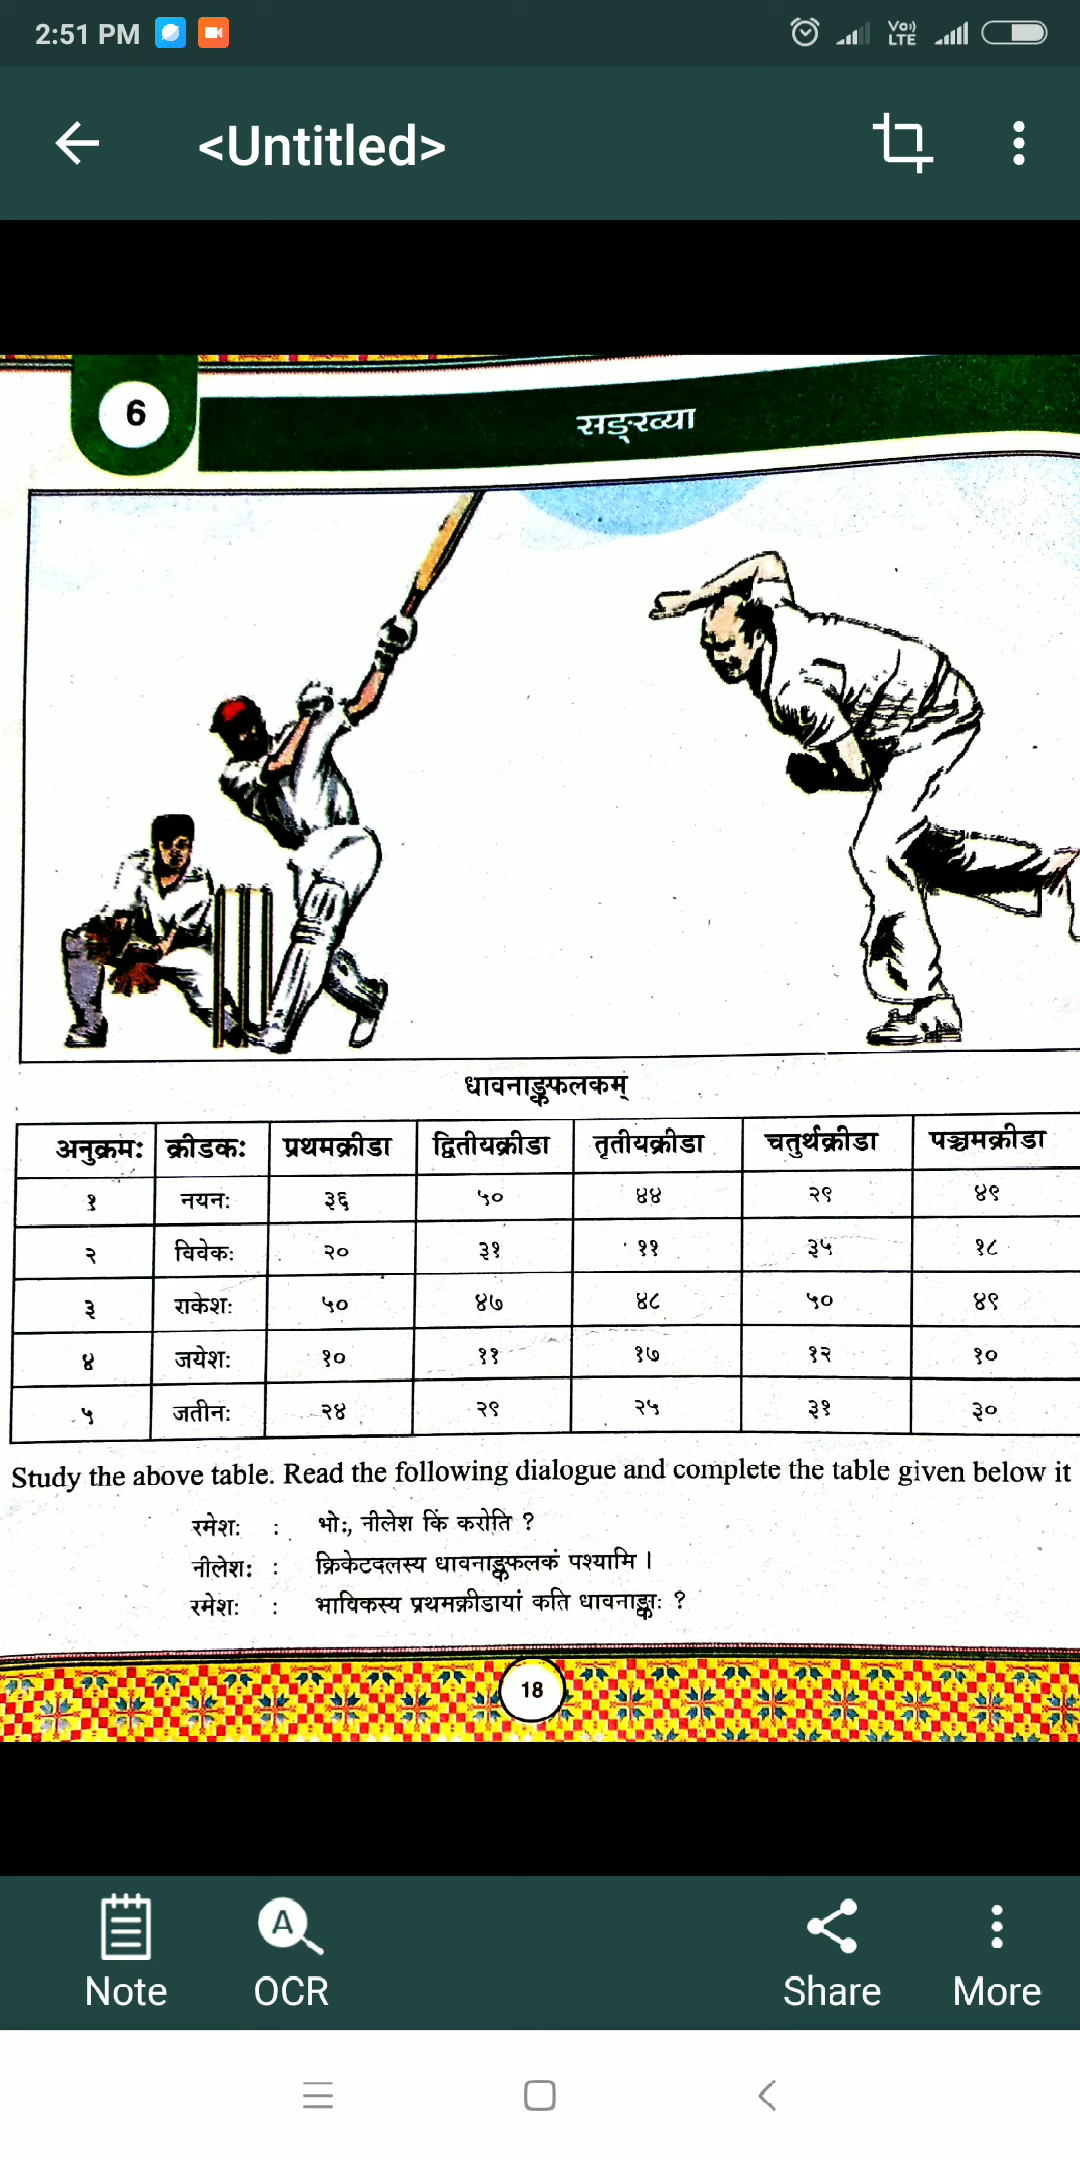 2:51 PM
Vo)) LTE
<Untitled>
6
सङ्ख्या
धावनाङ्कफलकम्
अनुक्रमः क्रीडकः प्रथमक्रीडा द्वितीयक्रीडा तृतीयक्रीडा चतुर्थक्रीडा पञ्चमक्रीडा
१ नयनः ३६ ५० ४४ २९ ४९
२ विवेकः २० ३१ ११ ३५ १८
३ राकेशः ५० ४७ ४८ ५० ४९
४ जयेशः १० ११ १७ १२ १०
५ जतीनः २४ २९ २५ ३१ ३०
Study the above table. Read the following dialogue and complete the table given below it
रमेशः : भोः, नीलेश किं करोति ?
नीलेशः : क्रिकेटदलस्य धावनाङ्कफलकं पश्यामि ।
रमेशः : भाविकस्य प्रथमक्रीडायां कति धावनाङ्काः ?
18
A
Note OCR Share More